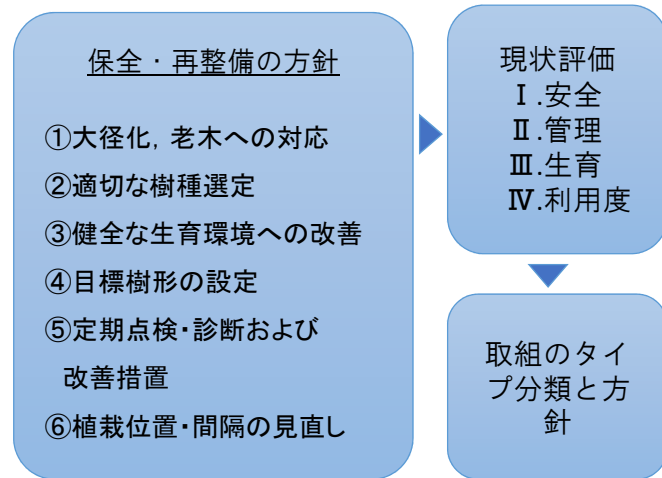 保全・再整備の方針
①大径化, 老木への対応
②適切な樹種選定
③健全な生育環境への改善
④目標樹形の設定
⑤定期点検・診断および
改善措置
⑥植栽位置・間隔の見直し
現状評価
Ⅰ.安全
Ⅱ.管理
Ⅲ.生育
Ⅳ.利用度
取組のタイ
プ分類と方
針